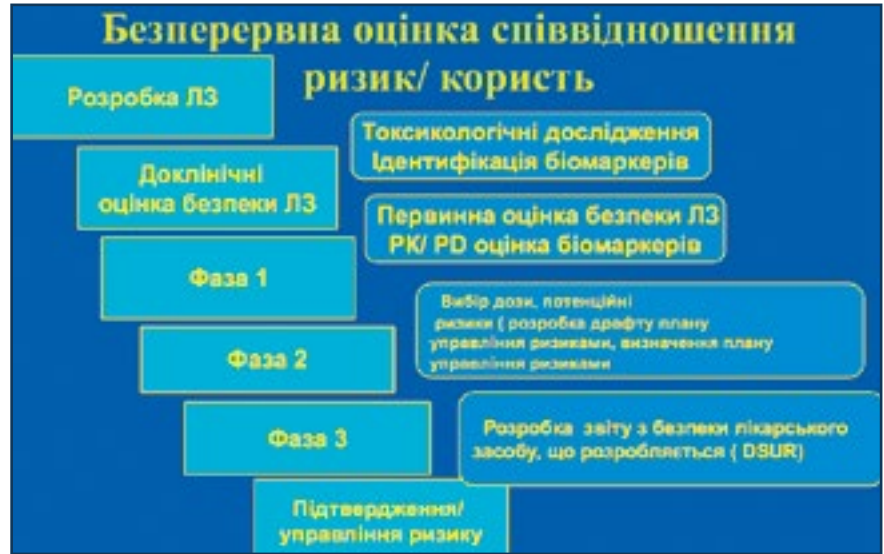 Безперервна оцінка співвідношення
ризик/ користь
Розробка ЛЗ
Токсикологічні дослідження
Ідентифікація біомаркерів
Доклінічні
оцінка безпеки ЛЗ
Первинна оцінка безпеки ЛЗ
РК/ PD оцінка біомаркерів
Фаза 1
Вибір дози, потенційні
ризики ( розробка драфту плану
управління ризиками, визначення плану
управління ризиками
Фаза 2
Фаза 3
Розробка звіту з безпеки лікарського
засобу, що розробляється ( DSUR)
Підтвердження/
управління ризику